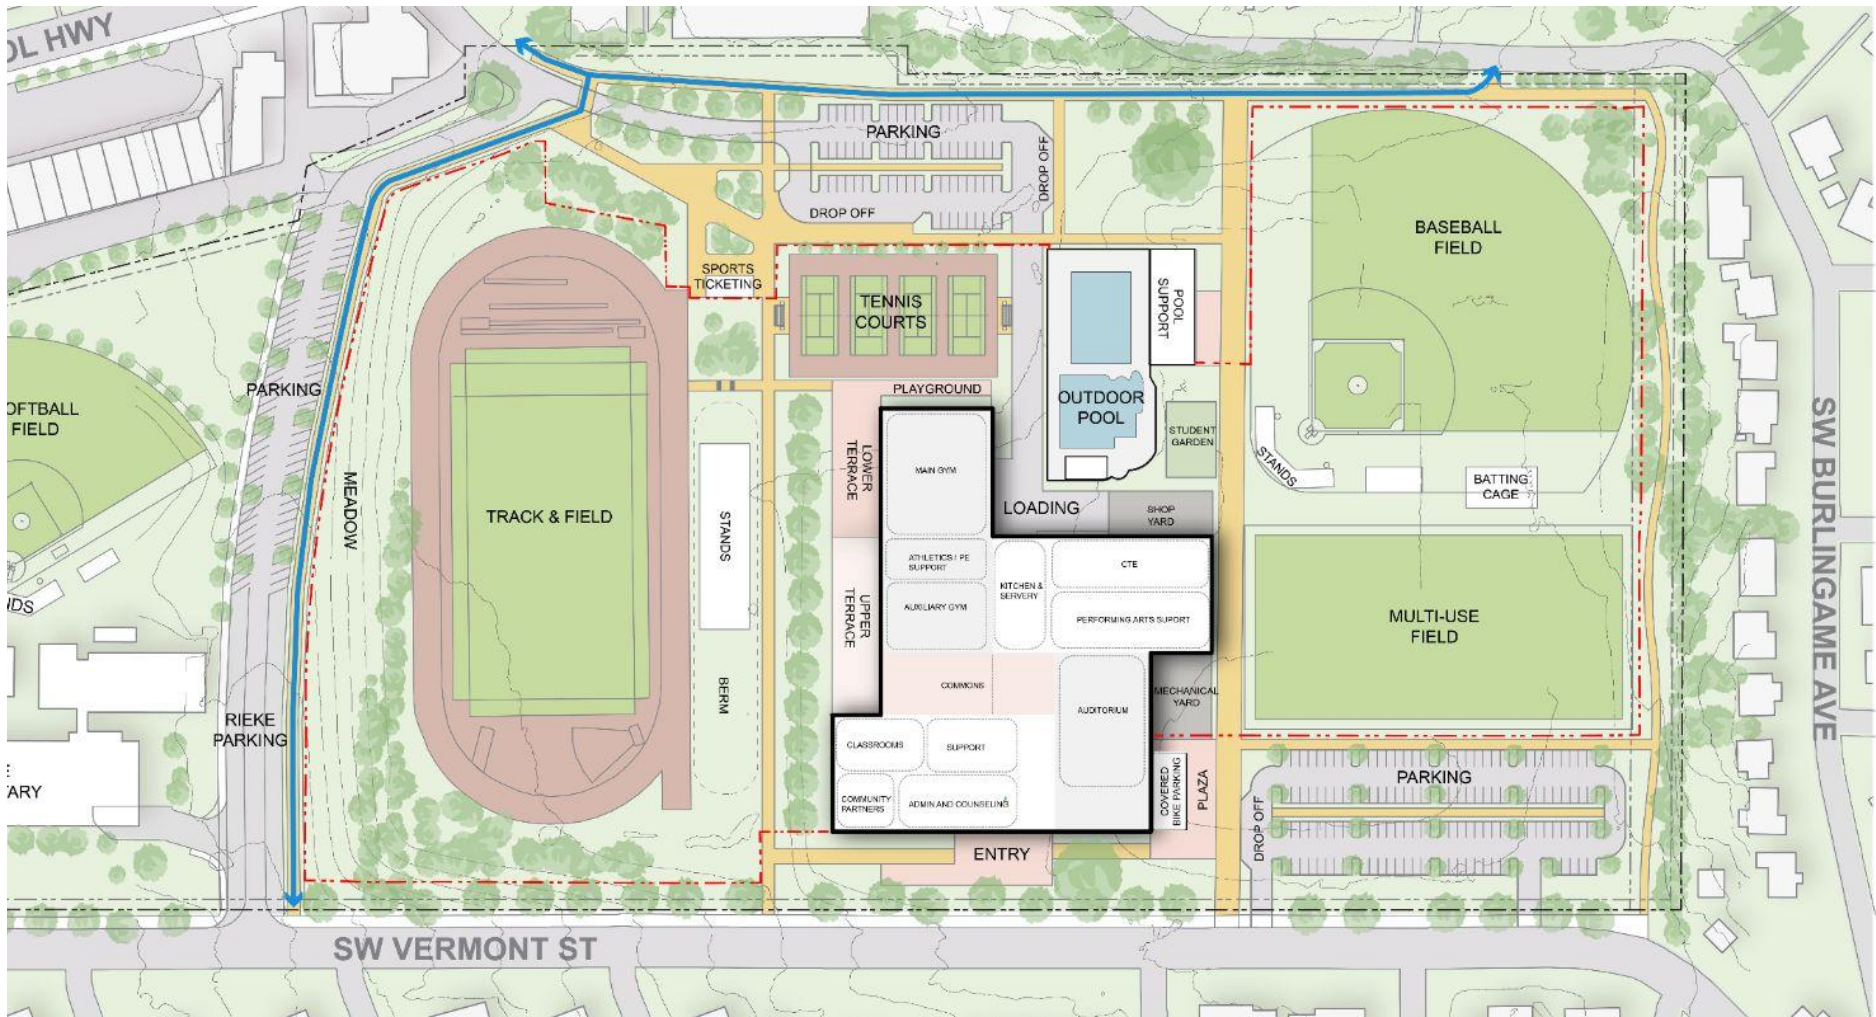 OL HWY
PARKING
DROP OFF
DROP OFF
SPORTS
TICKETING
TENNIS
COURTS
POOL
SUPPORT
BASEBALL
FIELD
PARKING
OFTBALL
FIELD
PLAYGROUND
OUTDOOR
POOL
STUDENT
GARDEN
SW BURLINGAME AVE
MEADOW
TRACK & FIELD
STANDS
LOWER
TERRACE
MAIN GYM
LOADING
SHOP
YARD
STANDS
BATTING
CAGE
NDS
ATHLETICS / PE
SUPPORT
KITCHEN &
SERVERY
CTE
AUXILIARY GYM
UPPER
TERRACE
PERFORMING ARTS SUPORT
MULTI-USE
FIELD
BERM
COMMONS
MECHANICAL
YARD
AUDITORIUM
RIEKE
PARKING
CLASSROOMS
SUPPORT
E
ARY
COMMUNITY
PARTNERS
ADMIN AND COUNSELING
COVERED
BIKE PARKING
PLAZA
PARKING
DROP OFF
ENTRY
SW VERMONT ST